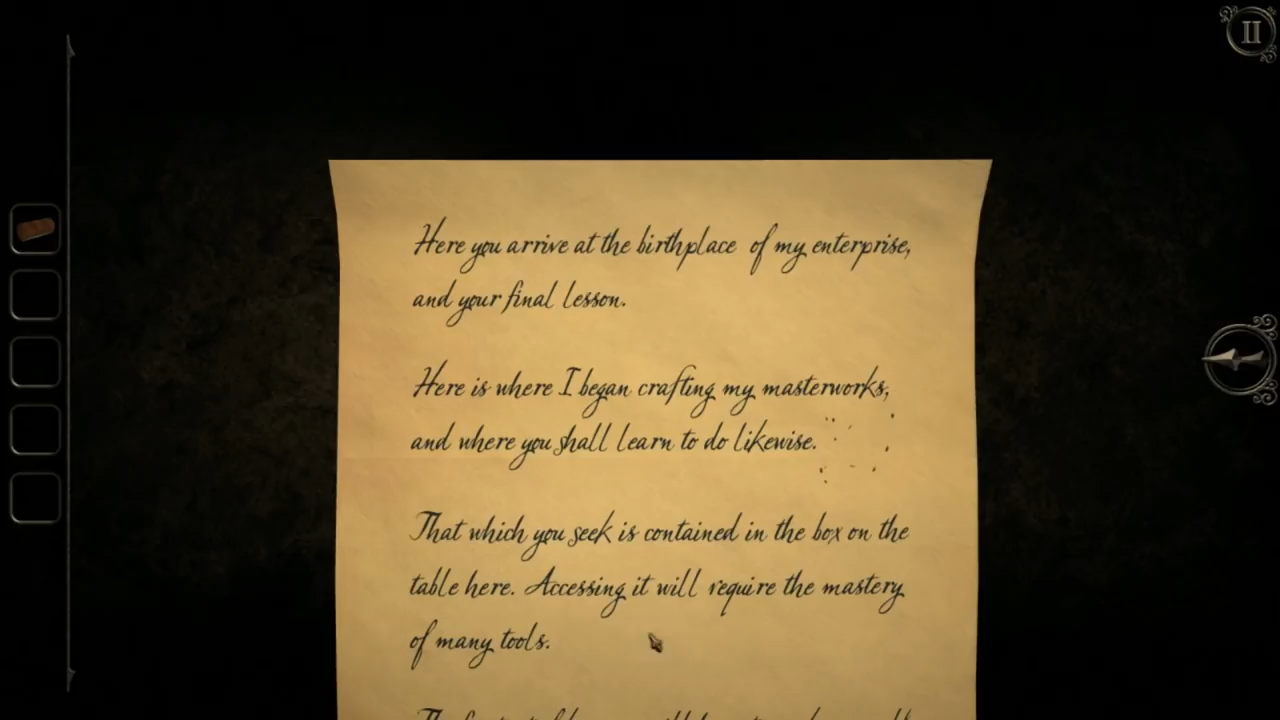 Here you arrive at the birthplace of my enterprise,
and your final lesson.
Here is where I began crafting my masterworks,
and where you shall learn to do likewise.
That which you seek is contained in the box on the
table here. Accessing it will require the mastery
of many tools.